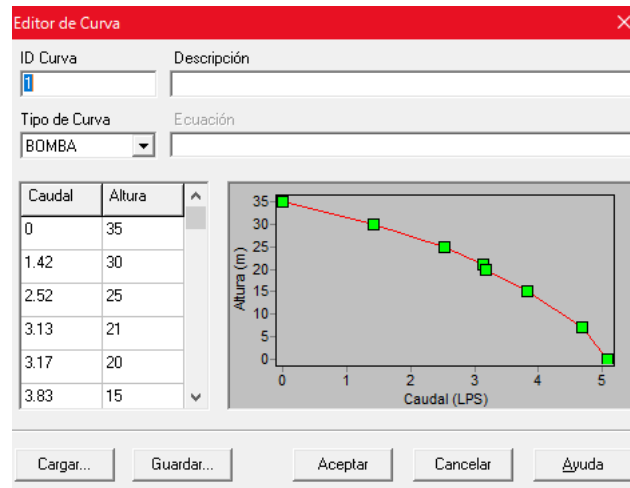 Editor de Curva
ID Curva Descripción
1
Tipo de Curva Ecuación
BOMBA
Caudal Altura
0 35
1.42 30
2.52 25
3.13 21
3.17 20
3.83 15
Altura (m)
35
30
25
20
15
10
5
0
0 1 2 3 4 5
Caudal (LPS)
Cargar... Guardar... Aceptar Cancelar Ayuda